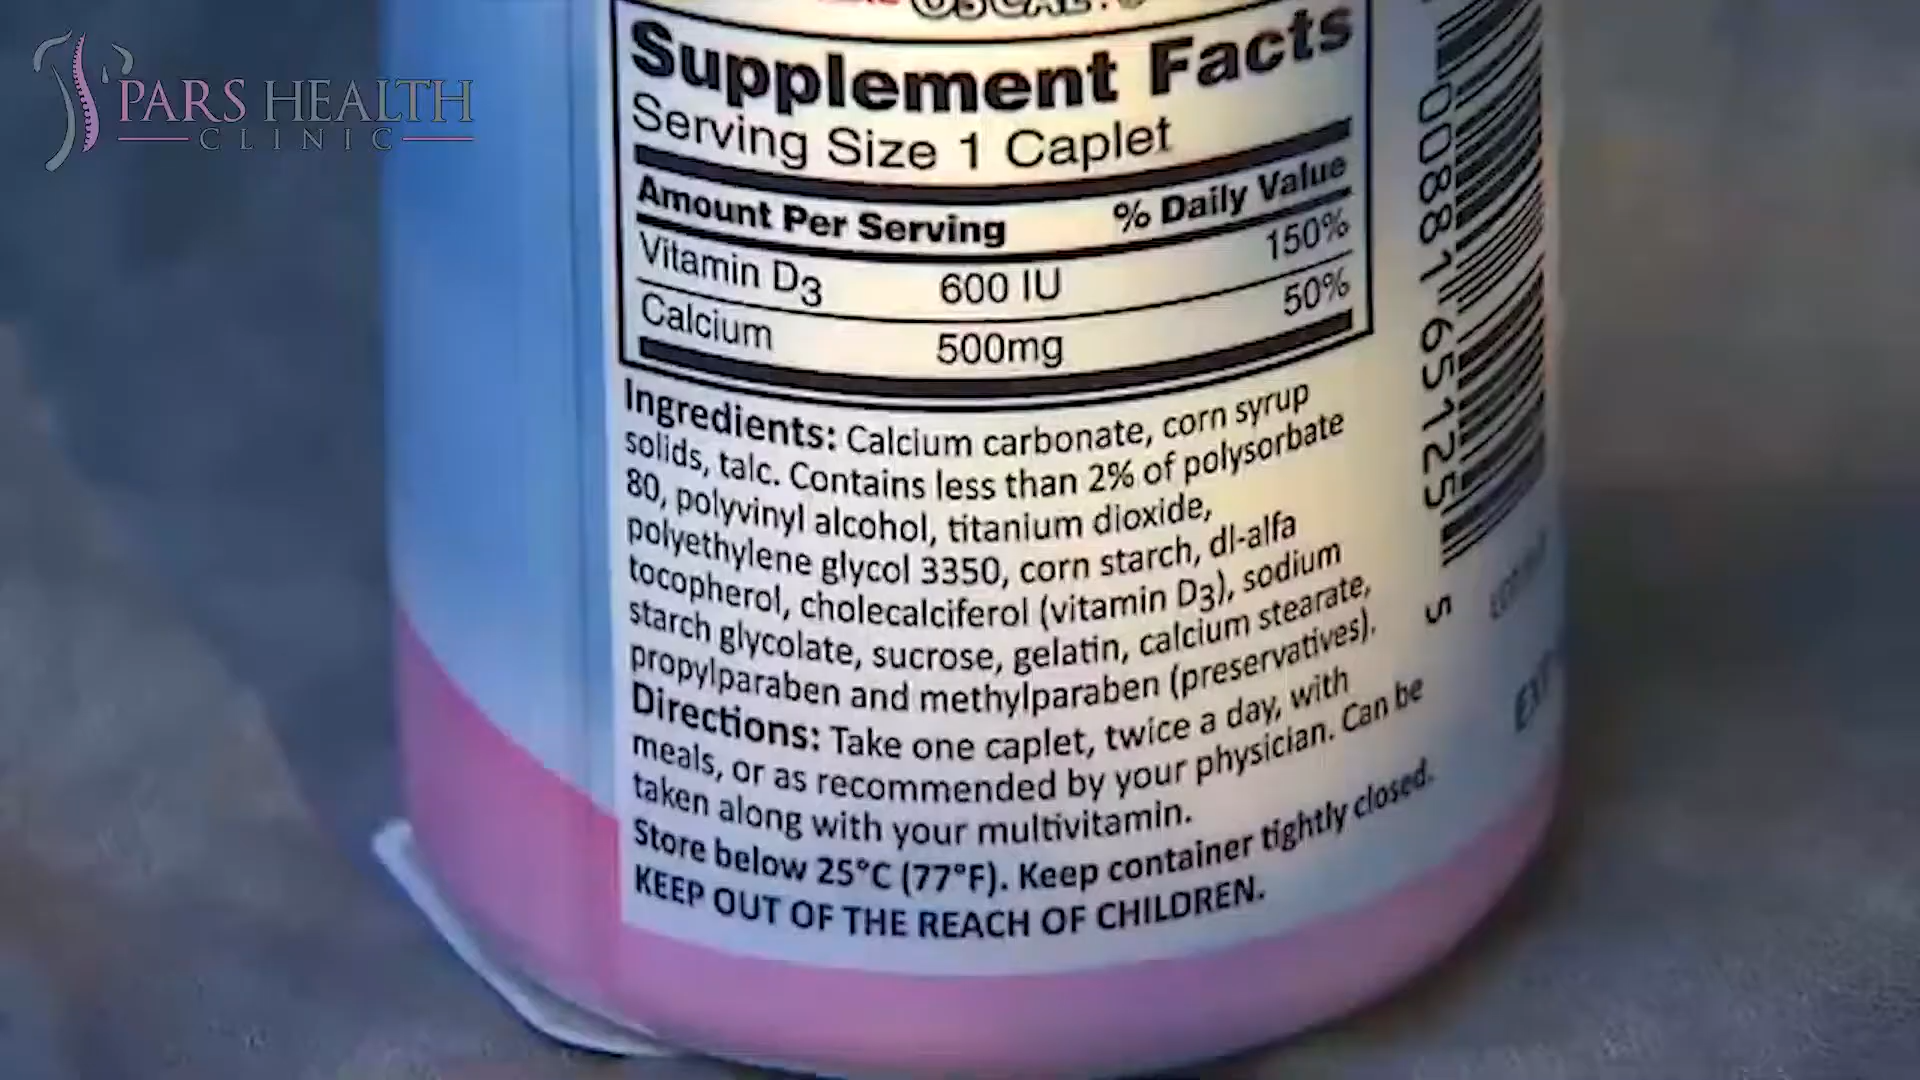 PARS HEALTH
CLINIC
OSCAL
Supplement Facts
Serving Size 1 Caplet
Amount Per Serving % Daily Value
Vitamin D3 600 IU 150%
Calcium 500mg 50%
Ingredients: Calcium carbonate, corn syrup
solids, talc. Contains less than 2% of polysorbate
80, polyvinyl alcohol, titanium dioxide,
polyethylene glycol 3350, corn starch, dl-alfa
tocopherol, cholecalciferol (vitamin D3), sodium
starch glycolate, sucrose, gelatin, calcium stearate,
propylparaben and methylparaben (preservatives).
Directions: Take one caplet, twice a day, with
meals, or as recommended by your physician. Can be
taken along with your multivitamin.
Store below 25°C (77°F). Keep container tightly closed.
KEEP OUT OF THE REACH OF CHILDREN.
00881 65125 5